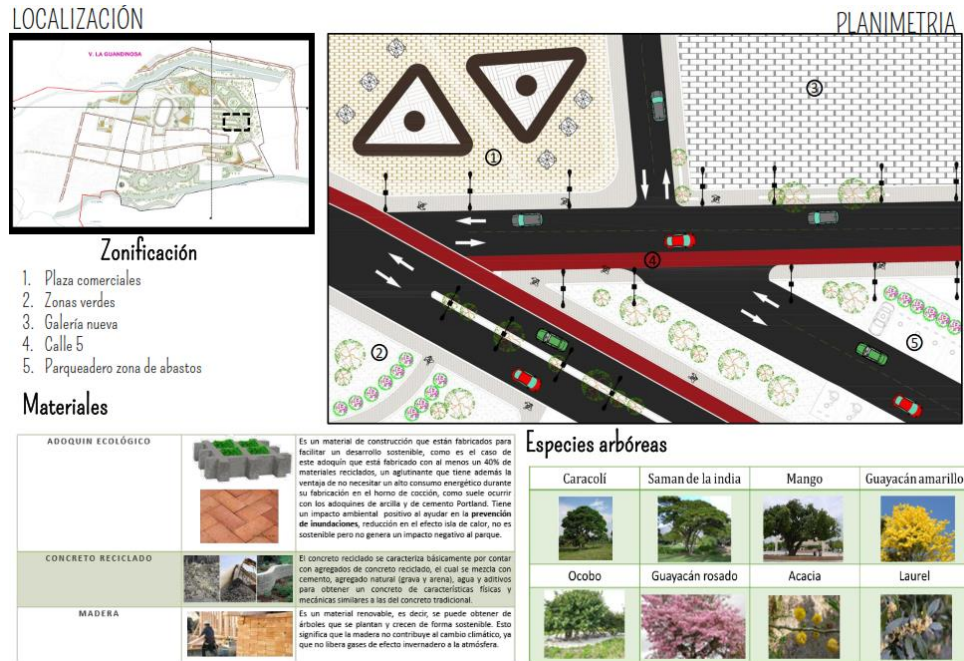 LOCALIZACIÓN
PLANIMETRIA
V. LA GUANDINOSA
1
2
3
4
5
Zonificación
1. Plaza comerciales
2. Zonas verdes
3. Galería nueva
4. Calle 5
5. Parqueadero zona de abastos
Materiales
ADOQUIN ECOLÓGICO
Es un material de construcción que están fabricados para
facilitar un desarrollo sostenible, como es el caso de
este adoquín que está fabricado con al menos un 40% de
materiales reciclados, un aglutinante que tiene además la
ventaja de no necesitar un alto consumo energético durante
su fabricación en el horno de cocción, como suele ocurrir
con los adoquines de arcilla y de cemento Portland. Tiene
un impacto ambiental positivo al ayudar en la prevención
de inundaciones, reducción en el efecto isla de calor, no es
sostenible pero no genera un impacto negativo al parque.
CONCRETO RECICLADO
El concreto reciclado se caracteriza básicamente por contar
con agregados de concreto reciclado, el cual se mezcla con
cemento, agregado natural (grava y arena), agua y aditivos
para obtener un concreto de características físicas y
mecánicas similares a las del concreto tradicional.
MADERA
Es un material renovable, es decir, se puede obtener de
árboles que se plantan y crecen de forma sostenible. Esto
significa que la madera no contribuye al cambio climático, ya
que no libera gases de efecto invernadero a la atmósfera.
Especies arbóreas
Caracolí
Saman de la india
Mango
Guayacán amarillo
Ocobo
Guayacán rosado
Acacia
Laurel